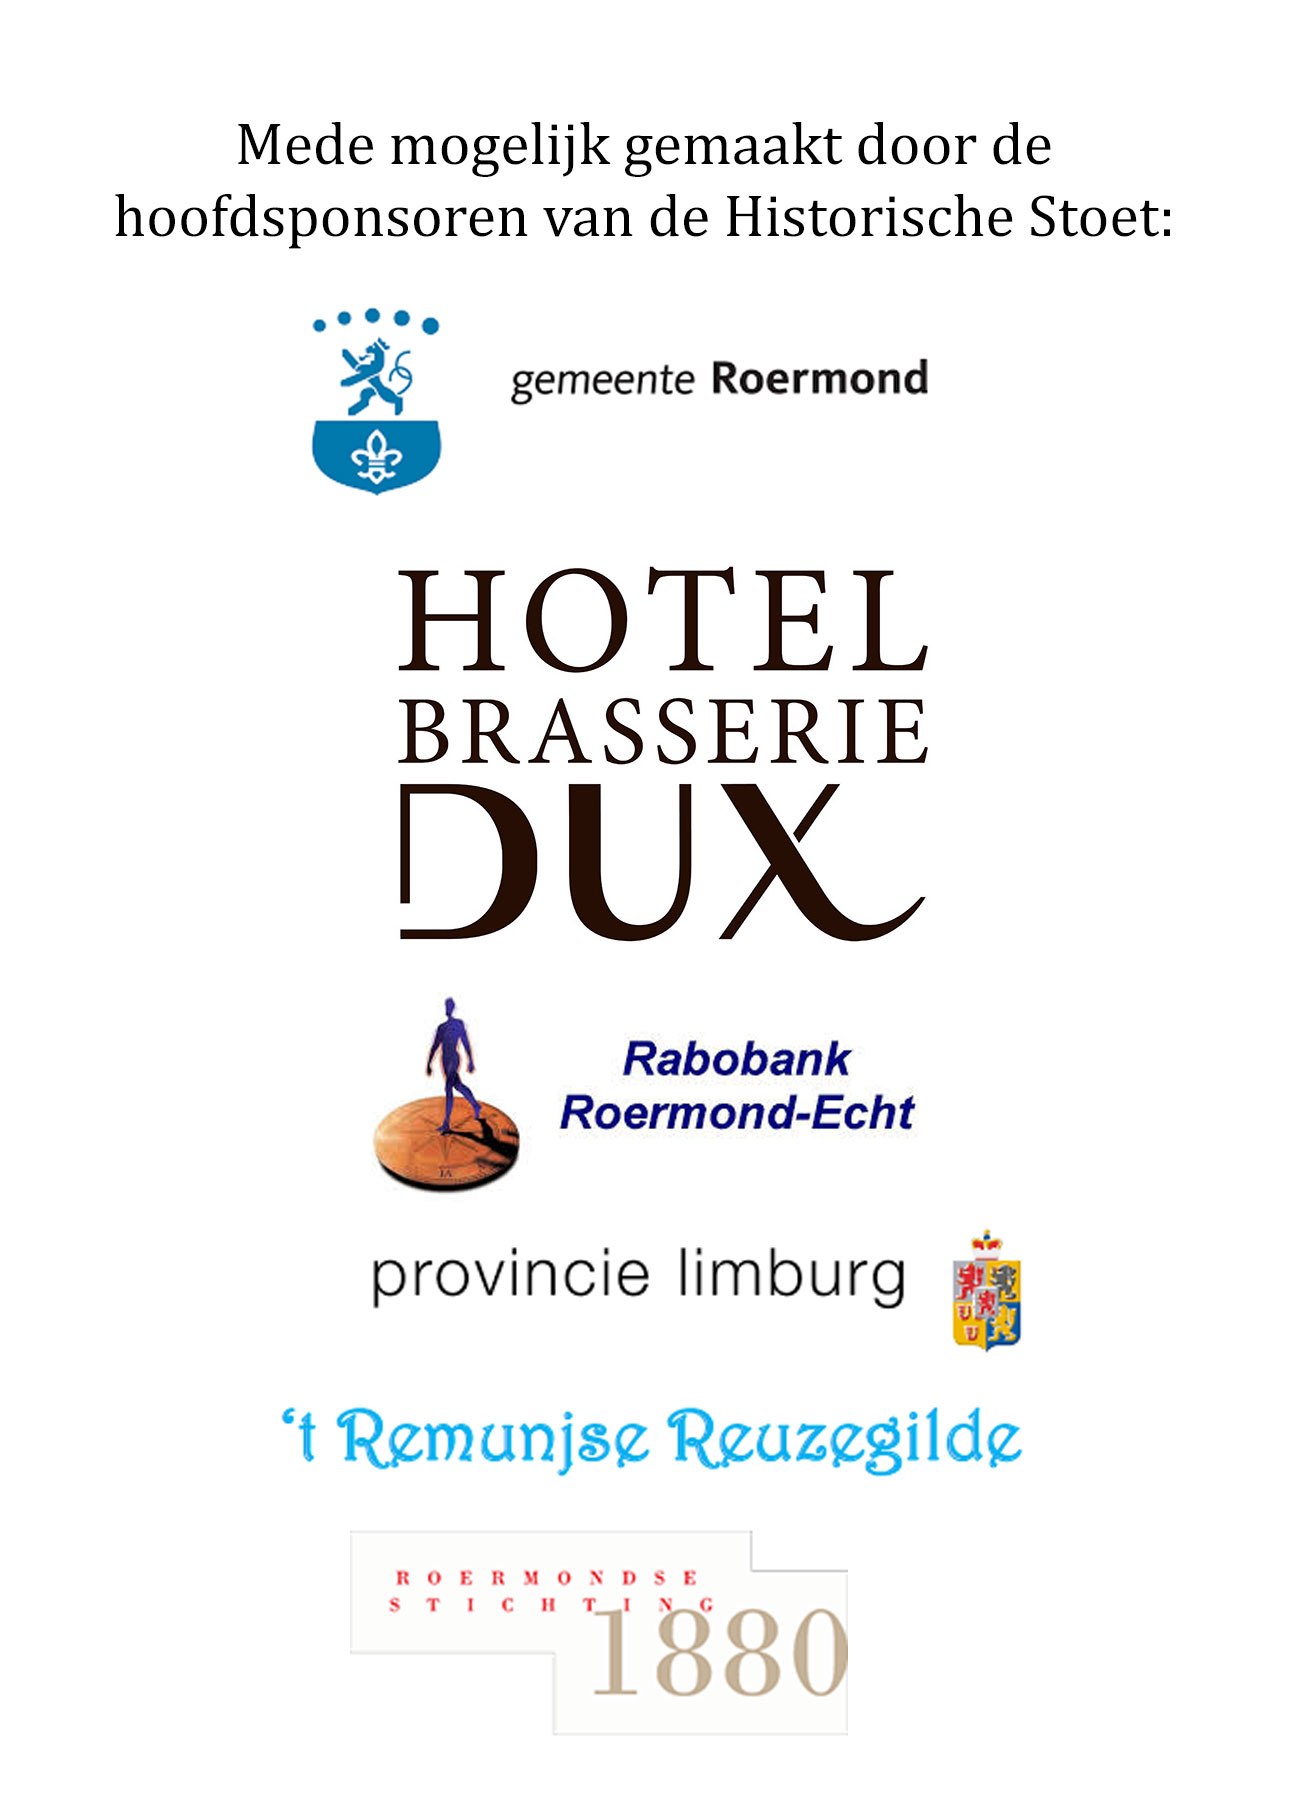 Mede mogelijk gemaakt door de
hoofdsponsoren van de Historische Stoet:
gemeente Roermond
HOTEL
BRASSERIE
DUX
Rabobank
Roermond-Echt
provincie limburg
‘t Remunjse Reuzegilde
ROERMONDSE
STICHTING
1880